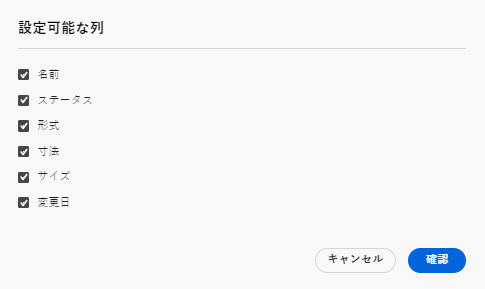 設定可能な列
名前
ステータス
形式
寸法
サイズ
変更日
キャンセル 確認